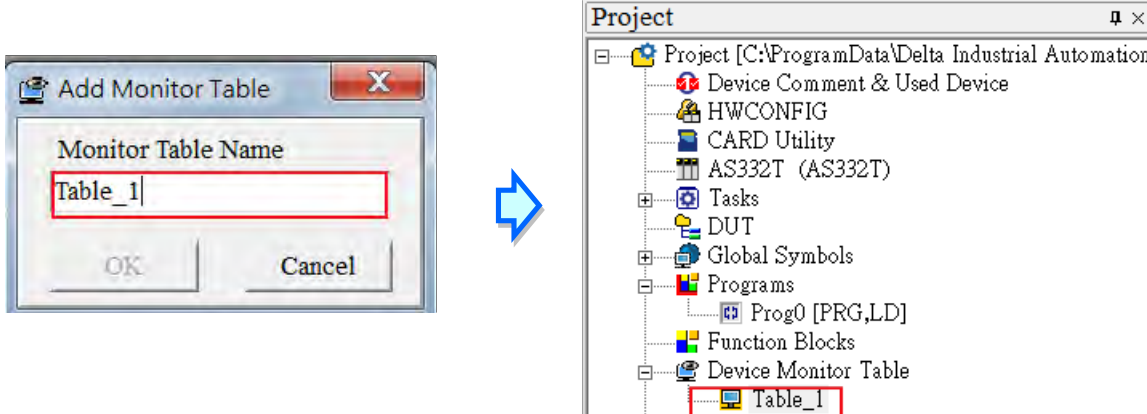 Add Monitor Table
Monitor Table Name
Table_1
OK
Cancel
Project
Project [C:\ProgramData\Delta Industrial Automation
Device Comment & Used Device
HWCONFIG
CARD Utility
AS332T (AS332T)
Tasks
DUT
Global Symbols
Programs
Prog0 [PRG,LD]
Function Blocks
Device Monitor Table
Table_1